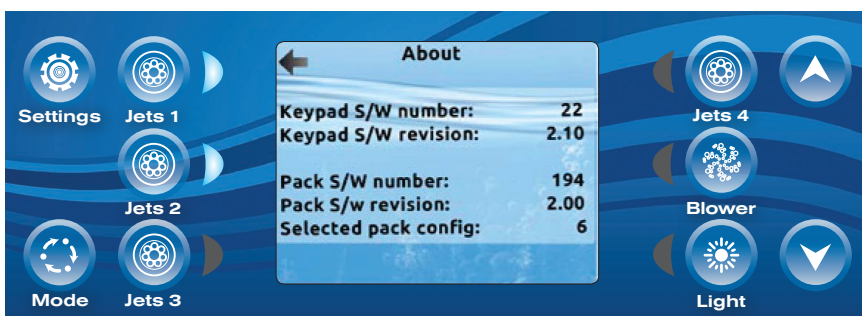 About
Settings
Jets 1
Keypad S/W number: 22
Keypad S/W revision: 2.10
Jets 4
Pack S/W number: 194
Pack S/w revision: 2.00
Selected pack config: 6
Jets 2
Blower
Mode
Jets 3
Light